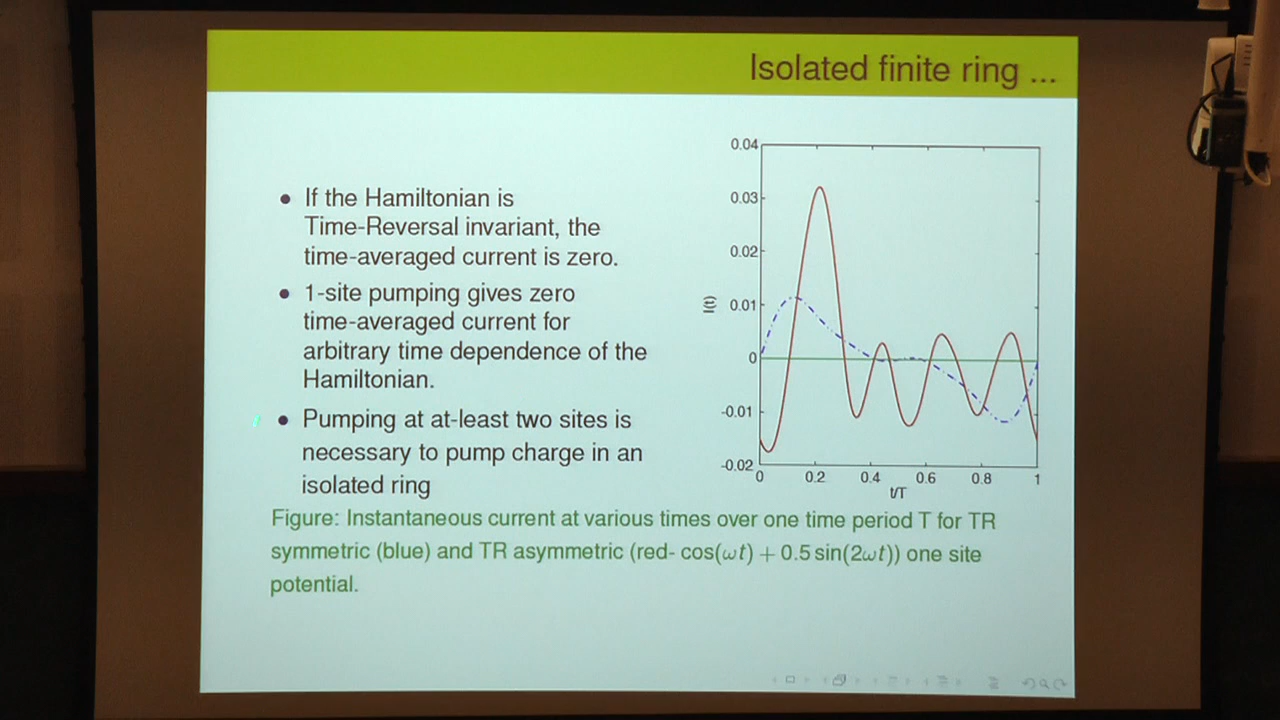 Isolated finite ring ...
• If the Hamiltonian is
Time-Reversal invariant, the
time-averaged current is zero.
• 1-site pumping gives zero
time-averaged current for
arbitrary time dependence of the
Hamiltonian.
• Pumping at at-least two sites is
necessary to pump charge in an
isolated ring
0.04
0.03
0.02
0.01
0
-0.01
-0.02
I(t)
0 0.2 0.4 0.6 0.8 1
t/T
Figure: Instantaneous current at various times over one time period T for TR
symmetric (blue) and TR asymmetric (red- cos(ωt) + 0.5 sin(2ωt)) one site
potential.